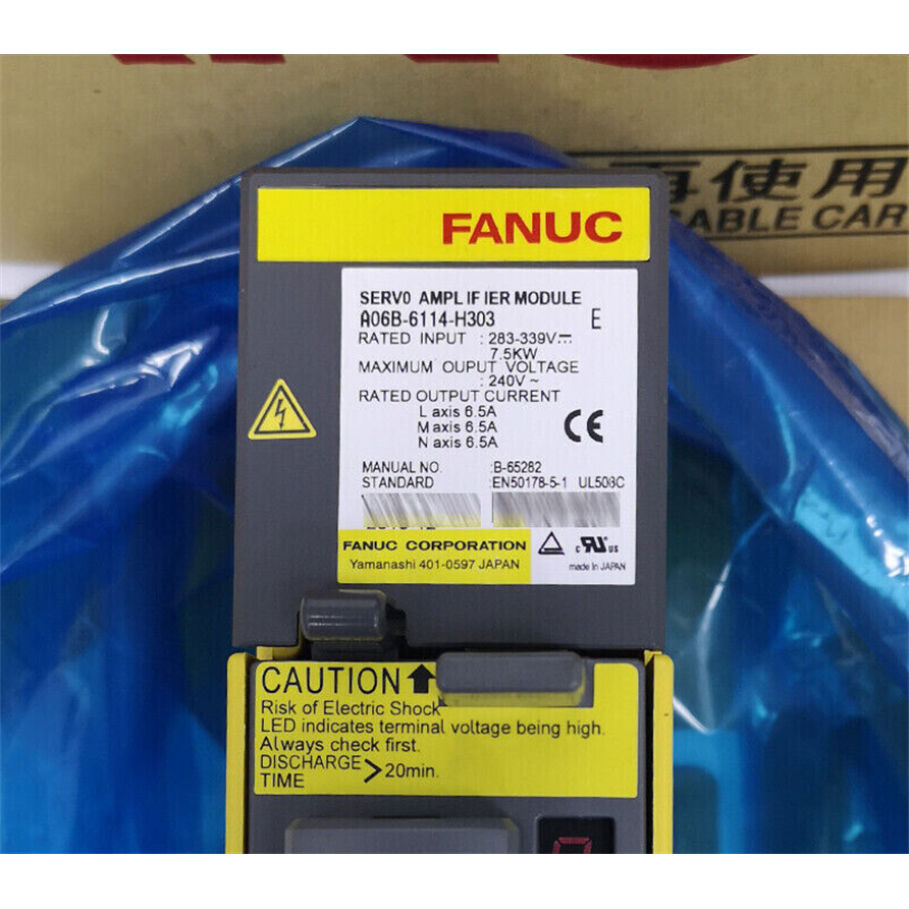 再使用
ABLE CAR
FANUC
SERVO AMPLIFIER MODULE
A06B-6114-H303 E
RATED INPUT : 283-339V
7.5KW
MAXIMUM OUPUT VOLTAGE
: 240V ~
RATED OUTPUT CURRENT
L axis 6.5A
M axis 6.5A
N axis 6.5A
CE
MANUAL NO. :B-65282
STANDARD :EN50178-5-1 UL508C
FANUC CORPORATION
Yamanashi 401-0597 JAPAN
c RU US
made in JAPAN
CAUTION
Risk of Electric Shock
LED indicates terminal voltage being high.
Always check first.
DISCHARGE
TIME > 20min.